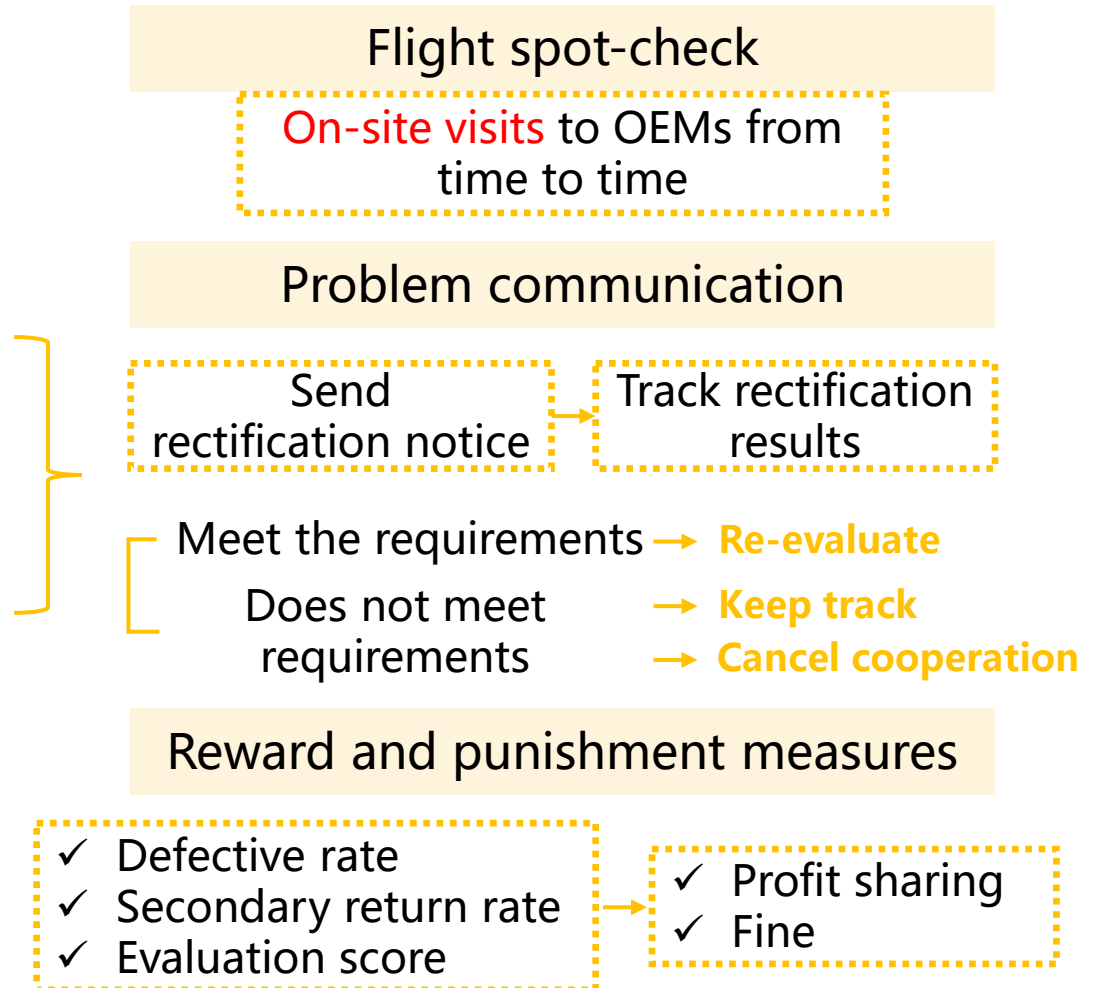 Flight spot-check
On-site visits to OEMs from
time to time
Problem communication
Send
rectification notice
Track rectification
results
Meet the requirements
Re-evaluate
Does not meet
requirements
Keep track
Cancel cooperation
Reward and punishment measures
✓ Defective rate
✓ Secondary return rate
✓ Evaluation score
✓ Profit sharing
✓ Fine